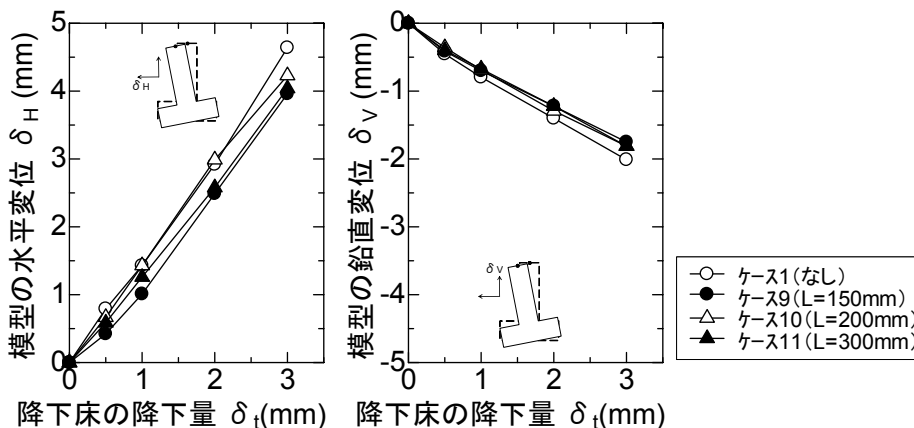 模型の水平変位 δH (mm)
5
4
3
2
1
0
δH
0 1 2 3
降下床の降下量 δt(mm)
模型の鉛直変位 δV (mm)
0
-1
-2
-3
-4
-5
δV
0 1 2 3
降下床の降下量 δt(mm)
ｹｰｽ1(なし)
ｹｰｽ9(L=150mm)
ｹｰｽ10(L=200mm)
ｹｰｽ11(L=300mm)